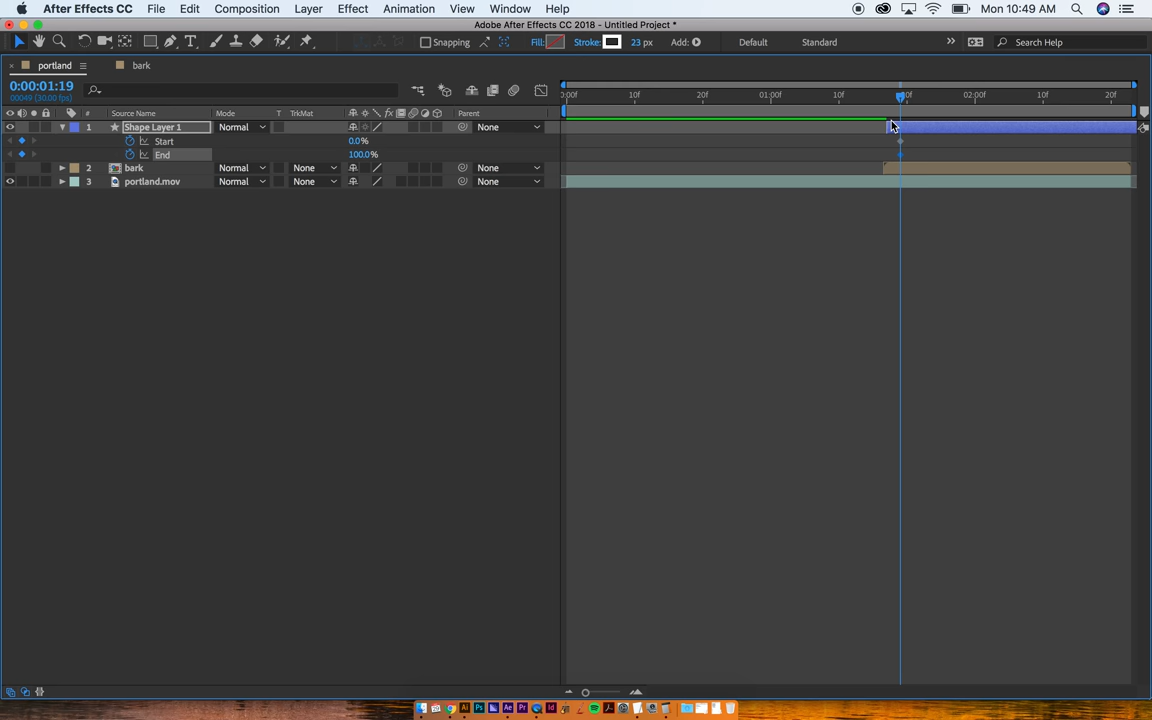 After Effects CC File Edit Composition Layer Effect Animation View Window Help Mon 10:49 AM
Adobe After Effects CC 2018 - Untitled Project *
Snapping Fill: Stroke: 23 px Add: Default Standard Search Help
portland bark
0:00:01:19
00049 (30.00 fps)
10f 20f 01:00f 10f 20f 02:00f 10f 20f
# Source Name Mode T TrkMat Parent
1 Shape Layer 1 Normal None
Start 0.0%
End 100.0%
2 bark Normal None None
3 portland.mov Normal None None